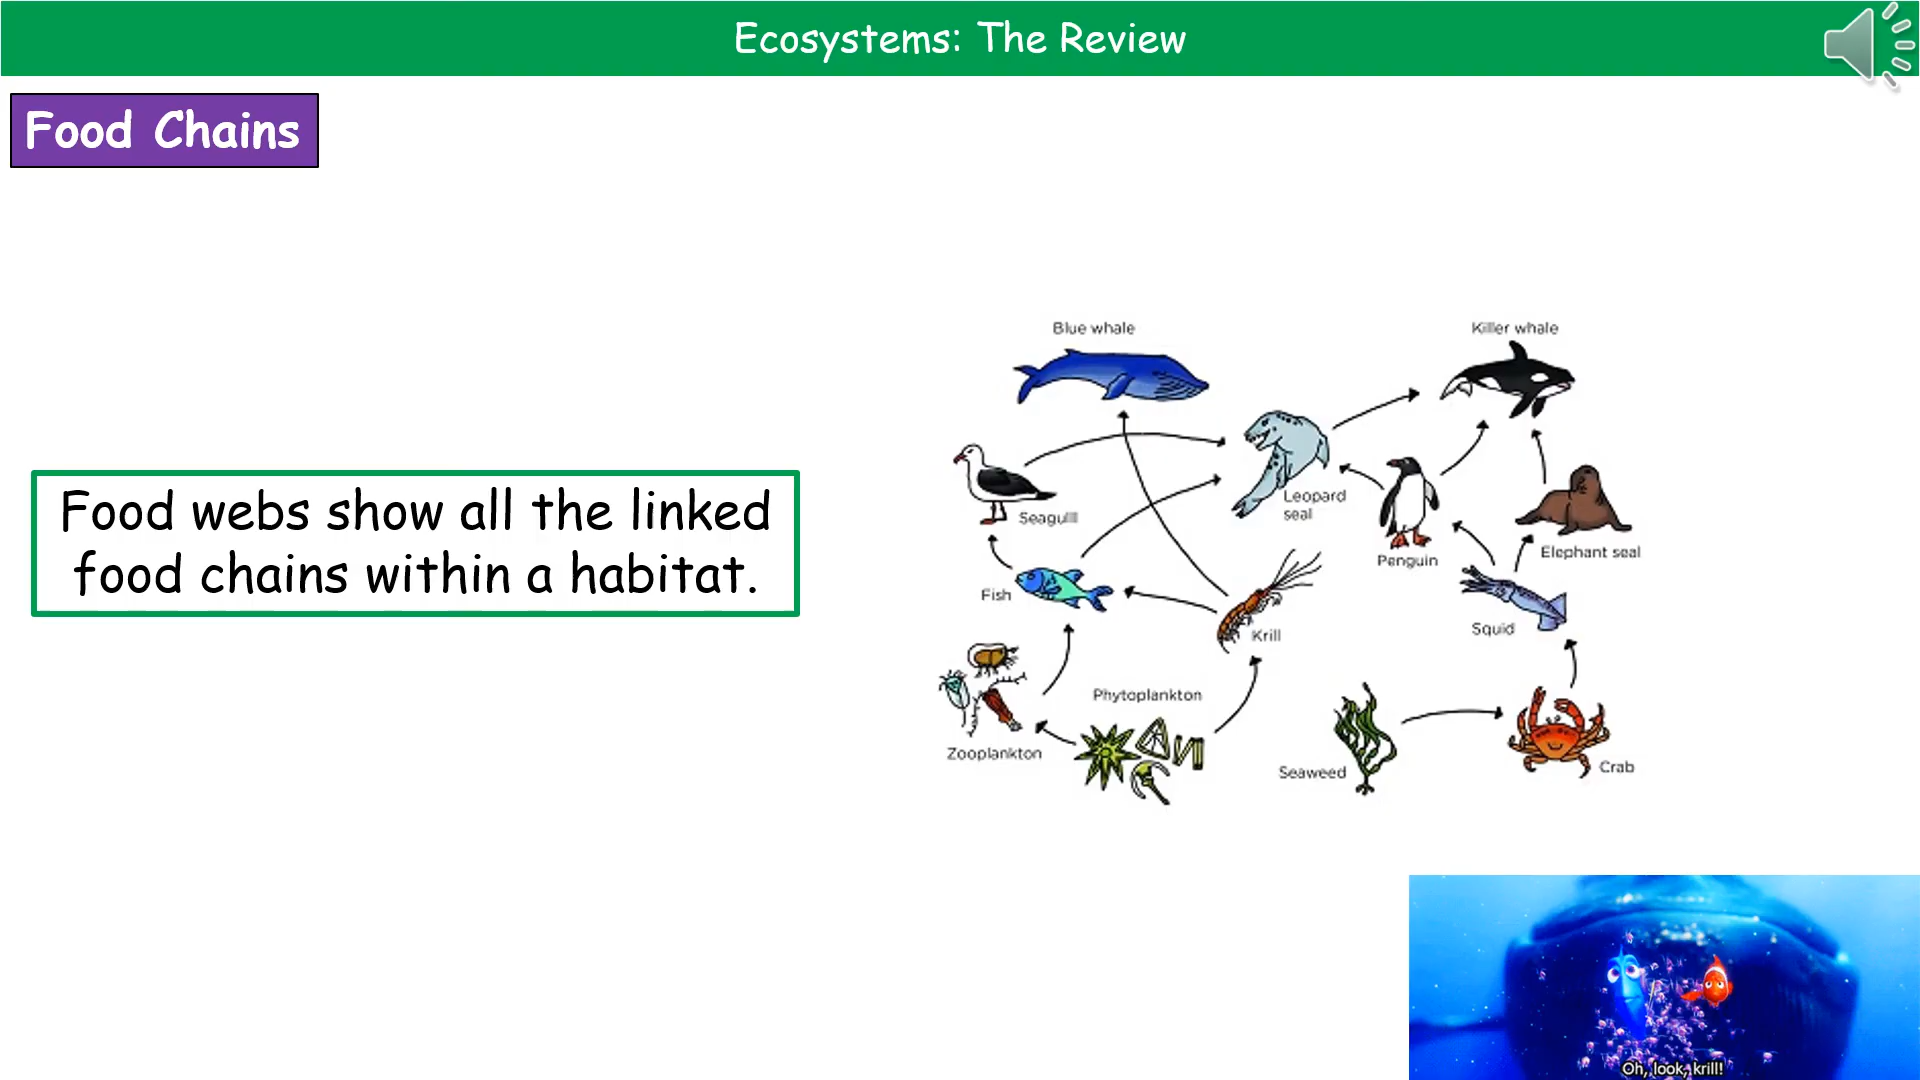 Ecosystems: The Review
Food Chains
Food webs show all the linked
food chains within a habitat.
Blue whale
Killer whale
Leopard
seal
Seagulll
Penguin
Elephant seal
Fish
Krill
Squid
Phytoplankton
Zooplankton
Seaweed
Crab
Oh, look, krill!